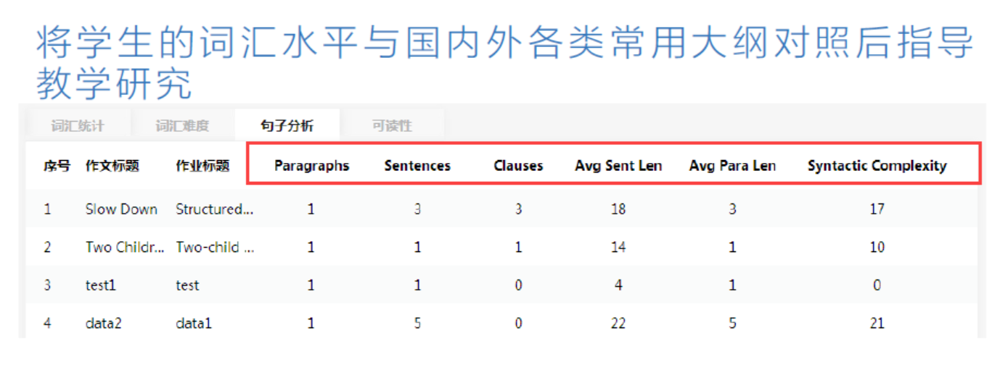 将学生的词汇水平与国内外各类常用大纲对照后指导
教学研究
词汇统计 词汇难度 句子分析 可读性
序号 作文标题 作业标题 Paragraphs Sentences Clauses Avg Sent Len Avg Para Len Syntactic Complexity
1 Slow Down Structured... 1 3 3 18 3 17
2 Two Childr... Two-child ... 1 1 1 14 1 10
3 test1 test 1 1 0 4 1 0
4 data2 data1 1 5 0 22 5 21